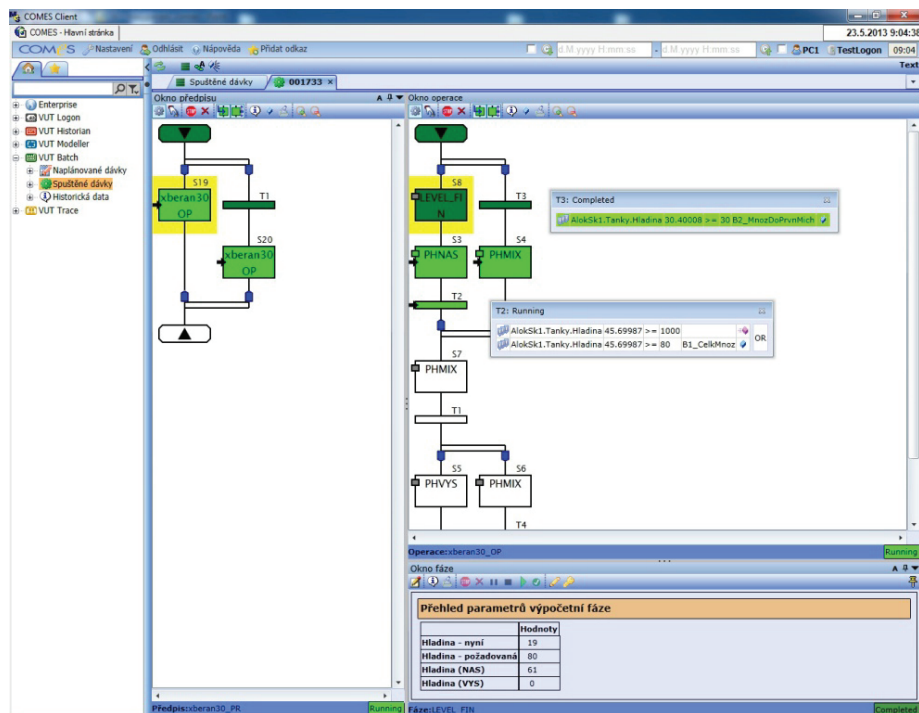 COMES Client
COMES - Hlavní stránka
23.5.2013 9:04:38
COMES Nastavení Odhlásit Nápověda Přidat odkaz d M yyyy H:mm:ss - d M yyyy H:mm:ss PC1 TestLogon 09:04
Text
Spuštěné dávky 001733
Enterprise
VUT Logon
VUT Historian
VUT Modeller
VUT Batch
Naplánované dávky
Spuštěné dávky
Historická data
VUT Trace
Okno předpisu
S19
xberan30
OP
T1
S20
xberan30
OP
Předpis:xberan30_PR Running
Okno operace
S8
LEVEL_FI
N
T3
S3
PHNAS
S4
PHMIX
T2
S7
PHMIX
T1
S5
PHVYS
S6
PHMIX
T4
T3: Completed
AlokSk1.Tanky.Hladina 30.40008 >= 30 B2_MnozDoPrvnMich
T2: Running
AlokSk1.Tanky.Hladina 45.69987 >= 1000
AlokSk1.Tanky.Hladina 45.69987 >= 80 B1_CelkMnoz
OR
Operace:xberan30_OP Running
Okno fáze
Přehled parametrů výpočetní fáze
Hodnoty
Hladina - nyní 19
Hladina - požadovaná 80
Hladina (NAS) 61
Hladina (VYS) 0
Fáze:LEVEL_FIN Completed